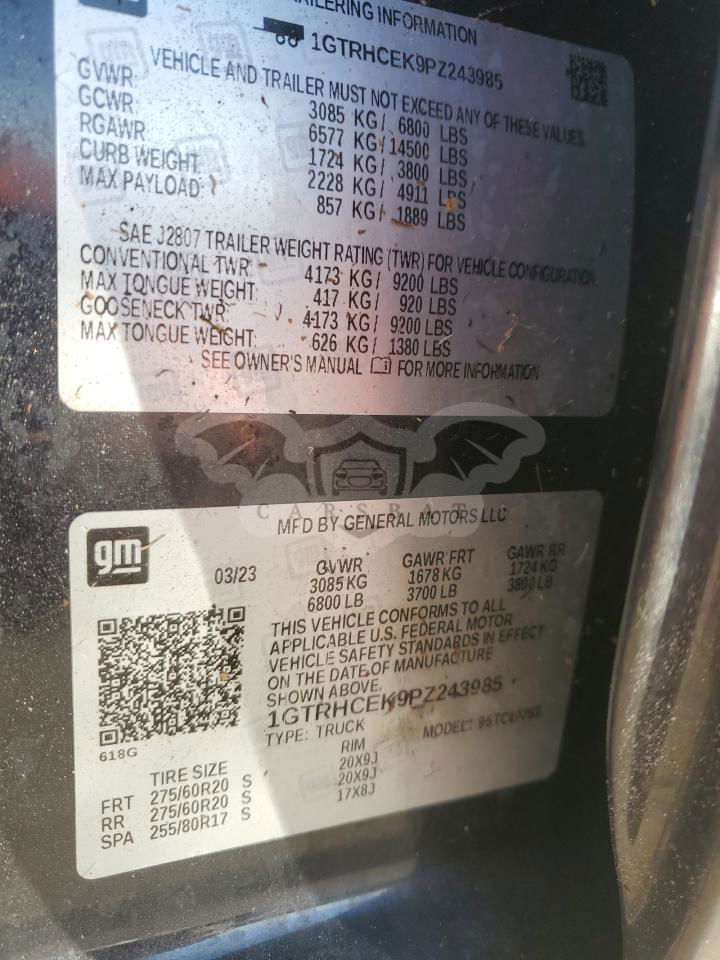 TRAILERING INFORMATION
1GTRHCEK9PZ243985
VEHICLE AND TRAILER MUST NOT EXCEED ANY OF THESE VALUES
GVWR: 3085 KG/ 6800 LBS
GCWR: 6577 KG/ 14500 LBS
RGAWR 1724 KG/ 3800 LBS
CURB WEIGHT: 2228 KG/ 4911 LBS
MAX PAYLOAD: 857 KG/ 1889 LBS
SAE J2807 TRAILER WEIGHT RATING (TWR) FOR VEHICLE CONFIGURATION
CONVENTIONAL TWR: 4173 KG/ 9200 LBS
MAX TONGUE WEIGHT: 417 KG/ 920 LBS
GOOSENECK TWR: 4173 KG/ 9200 LBS
MAX TONGUE WEIGHT: 626 KG/ 1380 LBS
SEE OWNER'S MANUAL FOR MORE INFORMATION
CARSBAT
gm
MFD BY GENERAL MOTORS LLC
03/23 GVWR GAWR FRT GAWR RR
3085 KG 1678 KG 1724 KG
6800 LB 3700 LB 3800 LB
THIS VEHICLE CONFORMS TO ALL
APPLICABLE U.S. FEDERAL MOTOR
VEHICLE SAFETY STANDARDS IN EFFECT
ON THE DATE OF MANUFACTURE
SHOWN ABOVE.
1GTRHCEK9PZ243985
TYPE: TRUCK MODEL:
618G
TIRE SIZE RIM
FRT 275/60R20 S 20X9J
RR 275/60R20 S 20X9J
SPA 255/80R17 S 17X8J